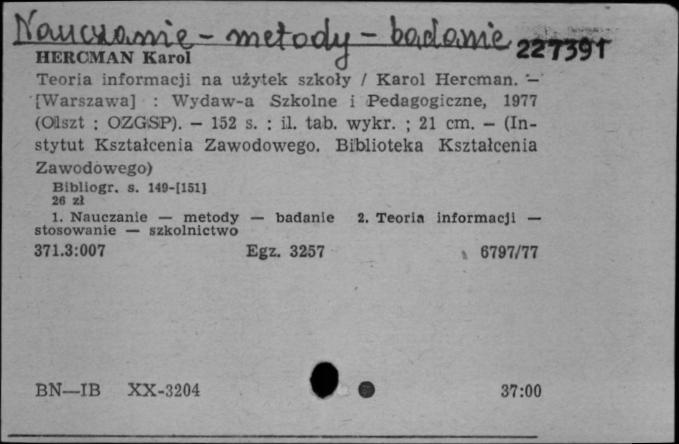 Nauczanie - metody - badanie 227391
HERCMAN Karol
Teoria informacji na użytek szkoły / Karol Hercman. —
[Warszawa] : Wydaw-a Szkolne i Pedagogiczne, 1977
(Olszt : OZGSP). — 152 s. : il. tab. wykr. ; 21 cm. — (In-
stytut Kształcenia Zawodowego. Biblioteka Kształcenia
Zawodowego)
Bibliogr. s. 149-[151]
26 zł
1. Nauczanie — metody — badanie 2. Teoria informacji —
stosowanie — szkolnictwo
371.3:007 Egz. 3257 6797/77
BN—IB XX-3204 37:00